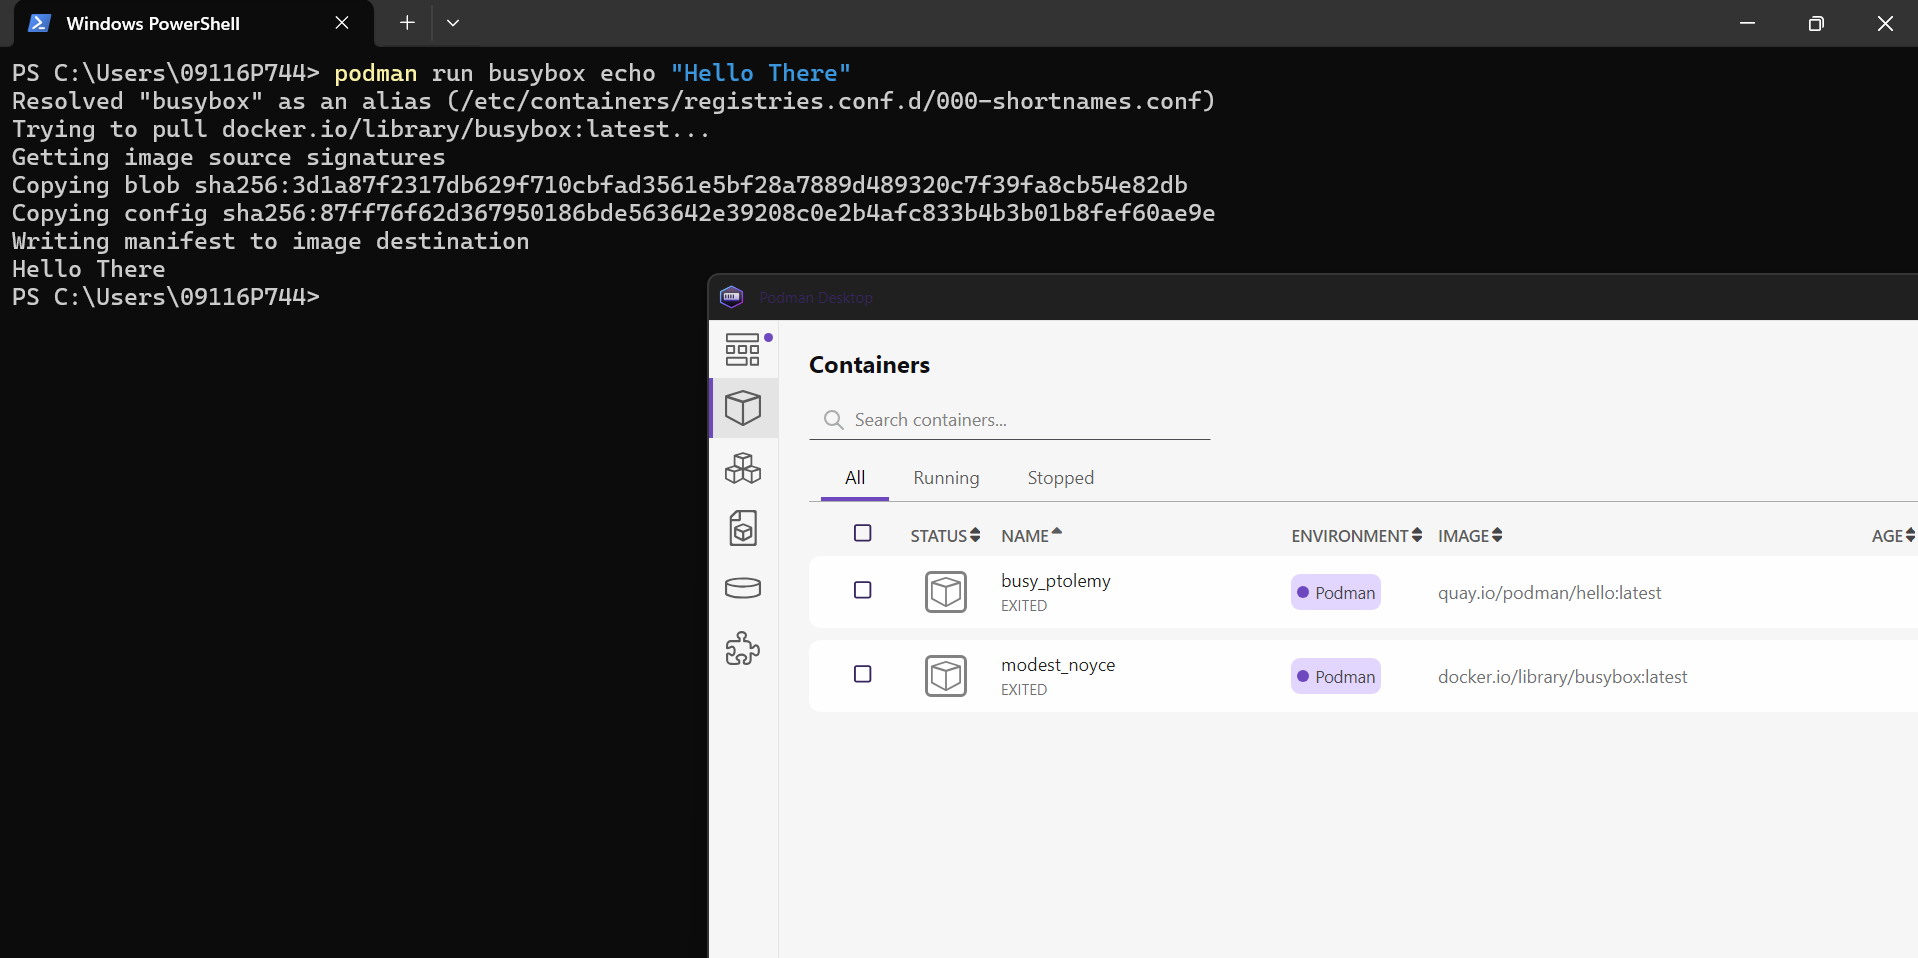 Windows PowerShell
PS C:\Users\09116P744> podman run busybox echo "Hello There"
Resolved "busybox" as an alias (/etc/containers/registries.conf.d/000-shortnames.conf)
Trying to pull docker.io/library/busybox:latest...
Getting image source signatures
Copying blob sha256:3d1a87f2317db629f710cbfad3561e5bf28a7889d489320c7f39fa8cb54e82db
Copying config sha256:87ff76f62d367950186bde563642e39208c0e2b4afc833b4b3b01b8fef60ae9e
Writing manifest to image destination
Hello There
PS C:\Users\09116P744>
Podman Desktop
Containers
Search containers...
All Running Stopped
STATUS NAME ENVIRONMENT IMAGE AGE
busy_ptolemy
EXITED
Podman
quay.io/podman/hello:latest
modest_noyce
EXITED
Podman
docker.io/library/busybox:latest